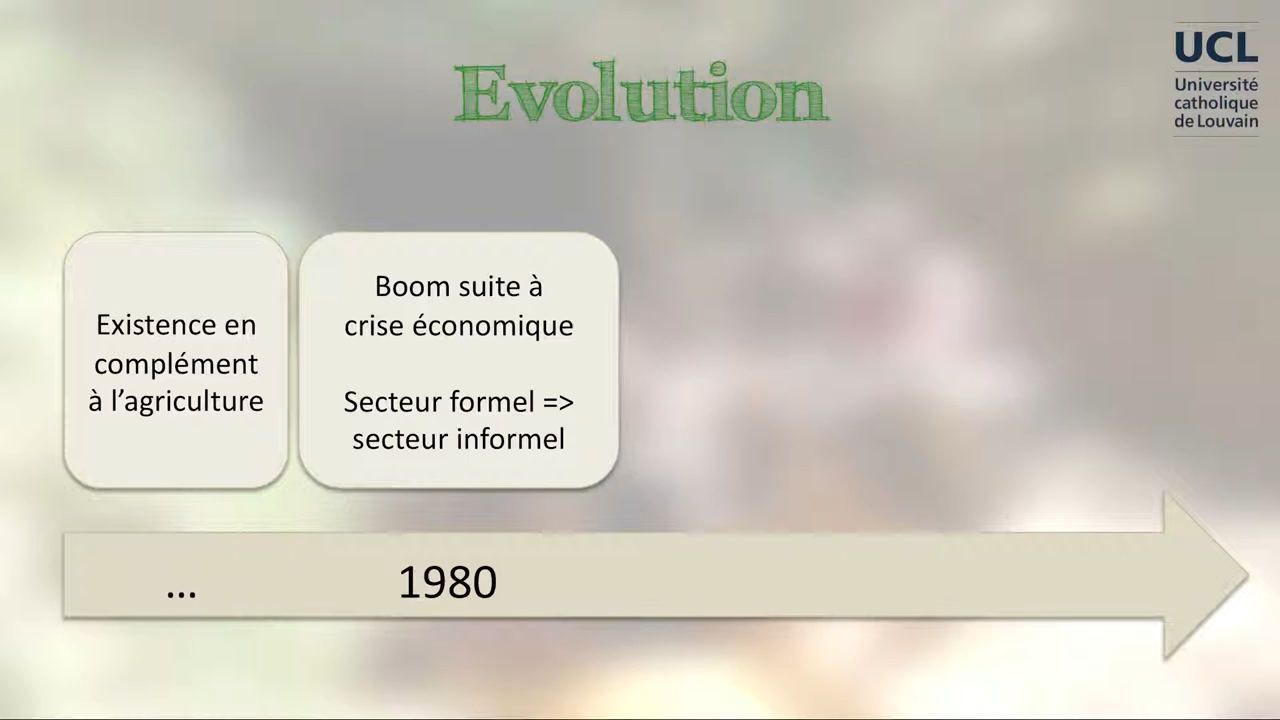 Evolution
UCL
Université
catholique
de Louvain
Existence en
complément
à l’agriculture
Boom suite à
crise économique
Secteur formel =>
secteur informel
...
1980